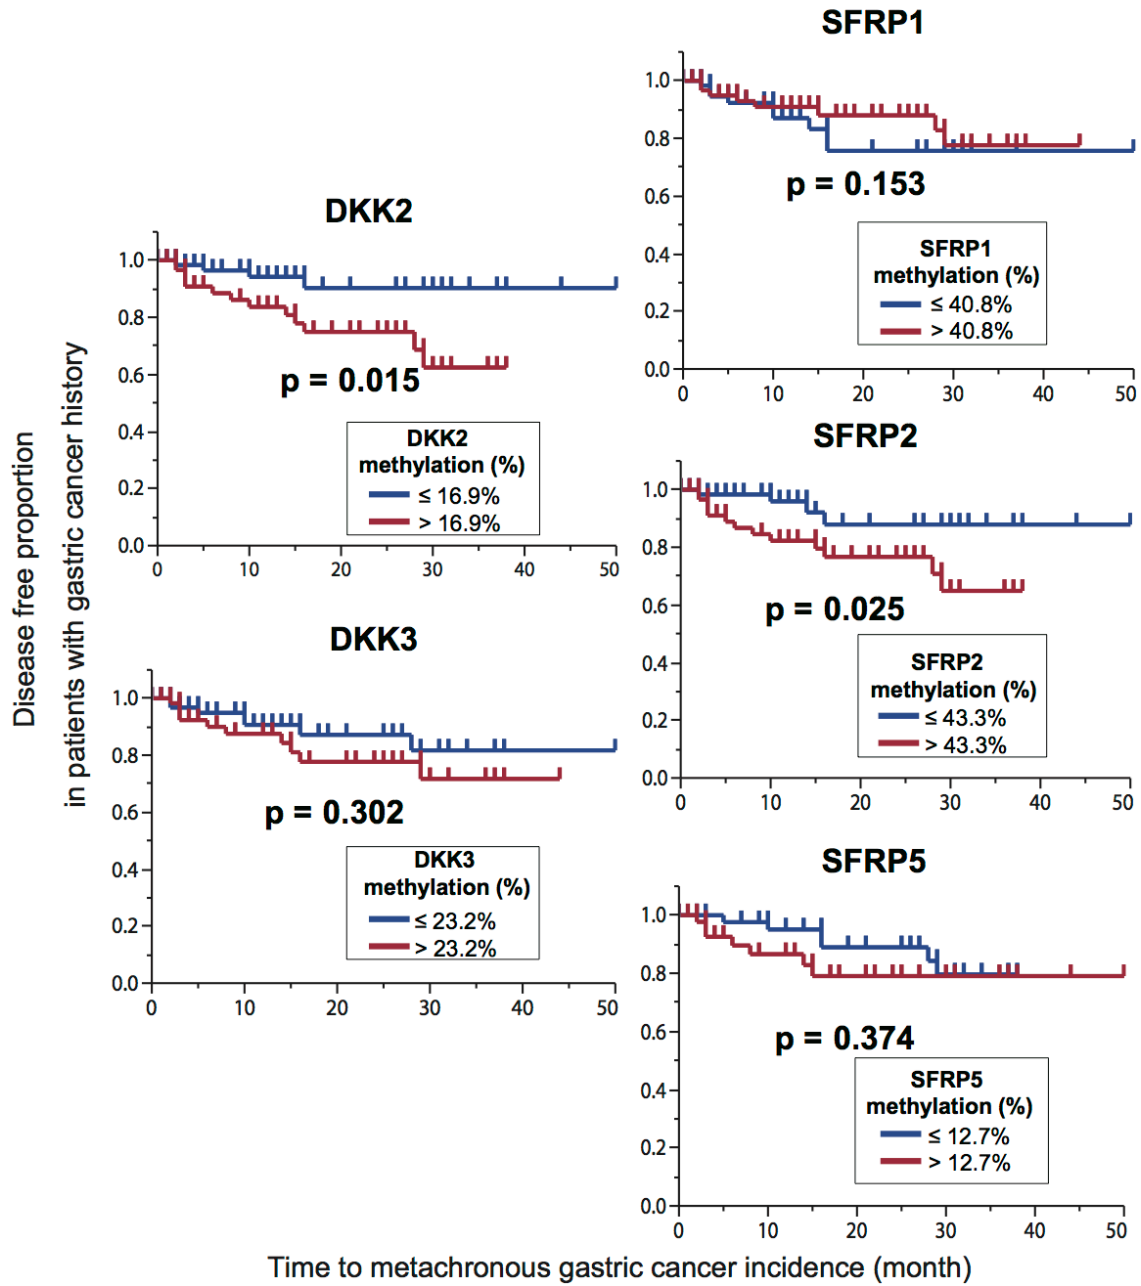 Disease free proportion
in patients with gastric cancer history
DKK2
1.0
0.8
0.6
0.4
0.2
0.0
0 10 20 30 40 50
p = 0.015
DKK2
methylation (%)
≤ 16.9%
> 16.9%
DKK3
1.0
0.8
0.6
0.4
0.2
0.0
0 10 20 30 40 50
p = 0.302
DKK3
methylation (%)
≤ 23.2%
> 23.2%
SFRP1
1.0
0.8
0.6
0.4
0.2
0.0
0 10 20 30 40 50
p = 0.153
SFRP1
methylation (%)
≤ 40.8%
> 40.8%
SFRP2
1.0
0.8
0.6
0.4
0.2
0.0
0 10 20 30 40 50
p = 0.025
SFRP2
methylation (%)
≤ 43.3%
> 43.3%
SFRP5
1.0
0.8
0.6
0.4
0.2
0.0
0 10 20 30 40 50
p = 0.374
SFRP5
methylation (%)
≤ 12.7%
> 12.7%
Time to metachronous gastric cancer incidence (month)